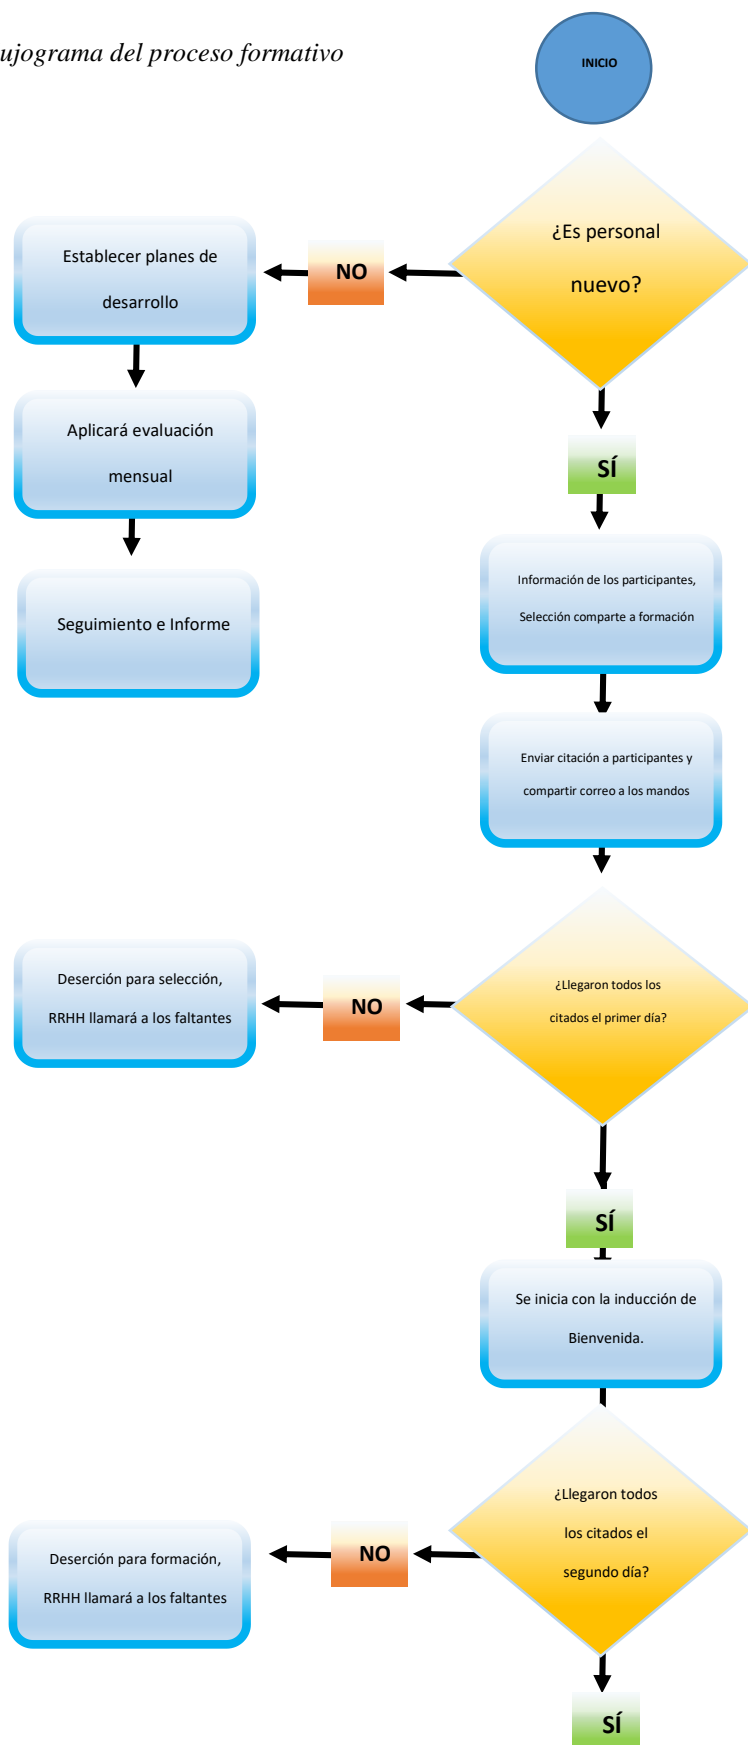 ujograma del proceso formativo
INICIO
¿Es personal
nuevo?
NO
Establecer planes de
desarrollo
Aplicará evaluación
mensual
Seguimiento e Informe
SÍ
Información de los participantes,
Selección comparte a formación
Enviar citación a participantes y
compartir correo a los mandos
¿Llegaron todos los
citados el primer día?
NO
Deserción para selección,
RRHH llamará a los faltantes
SÍ
Se inicia con la inducción de
Bienvenida.
¿Llegaron todos
los citados el
segundo día?
NO
Deserción para formación,
RRHH llamará a los faltantes
SÍ